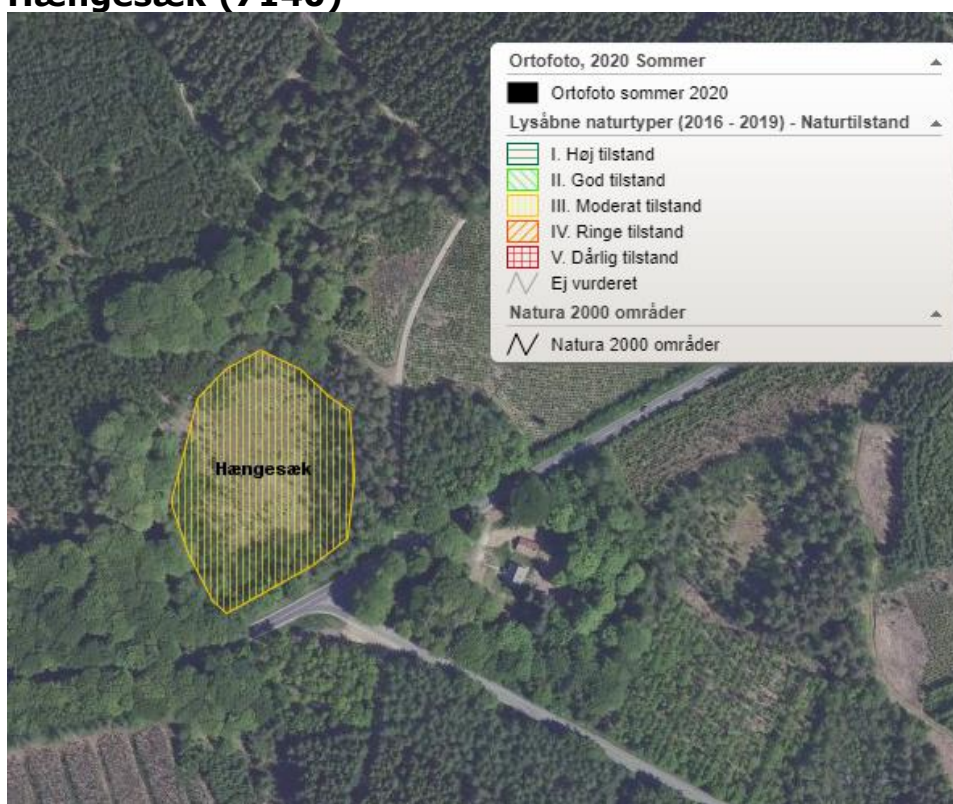 Hængesæk (7140)
Ortofoto, 2020 Sommer
Ortofoto sommer 2020
Lysåbne naturtyper (2016 - 2019) - Naturtilstand
I. Høj tilstand
II. God tilstand
III. Moderat tilstand
IV. Ringe tilstand
V. Dårlig tilstand
Ej vurderet
Natura 2000 områder
Natura 2000 områder
Hængesæk